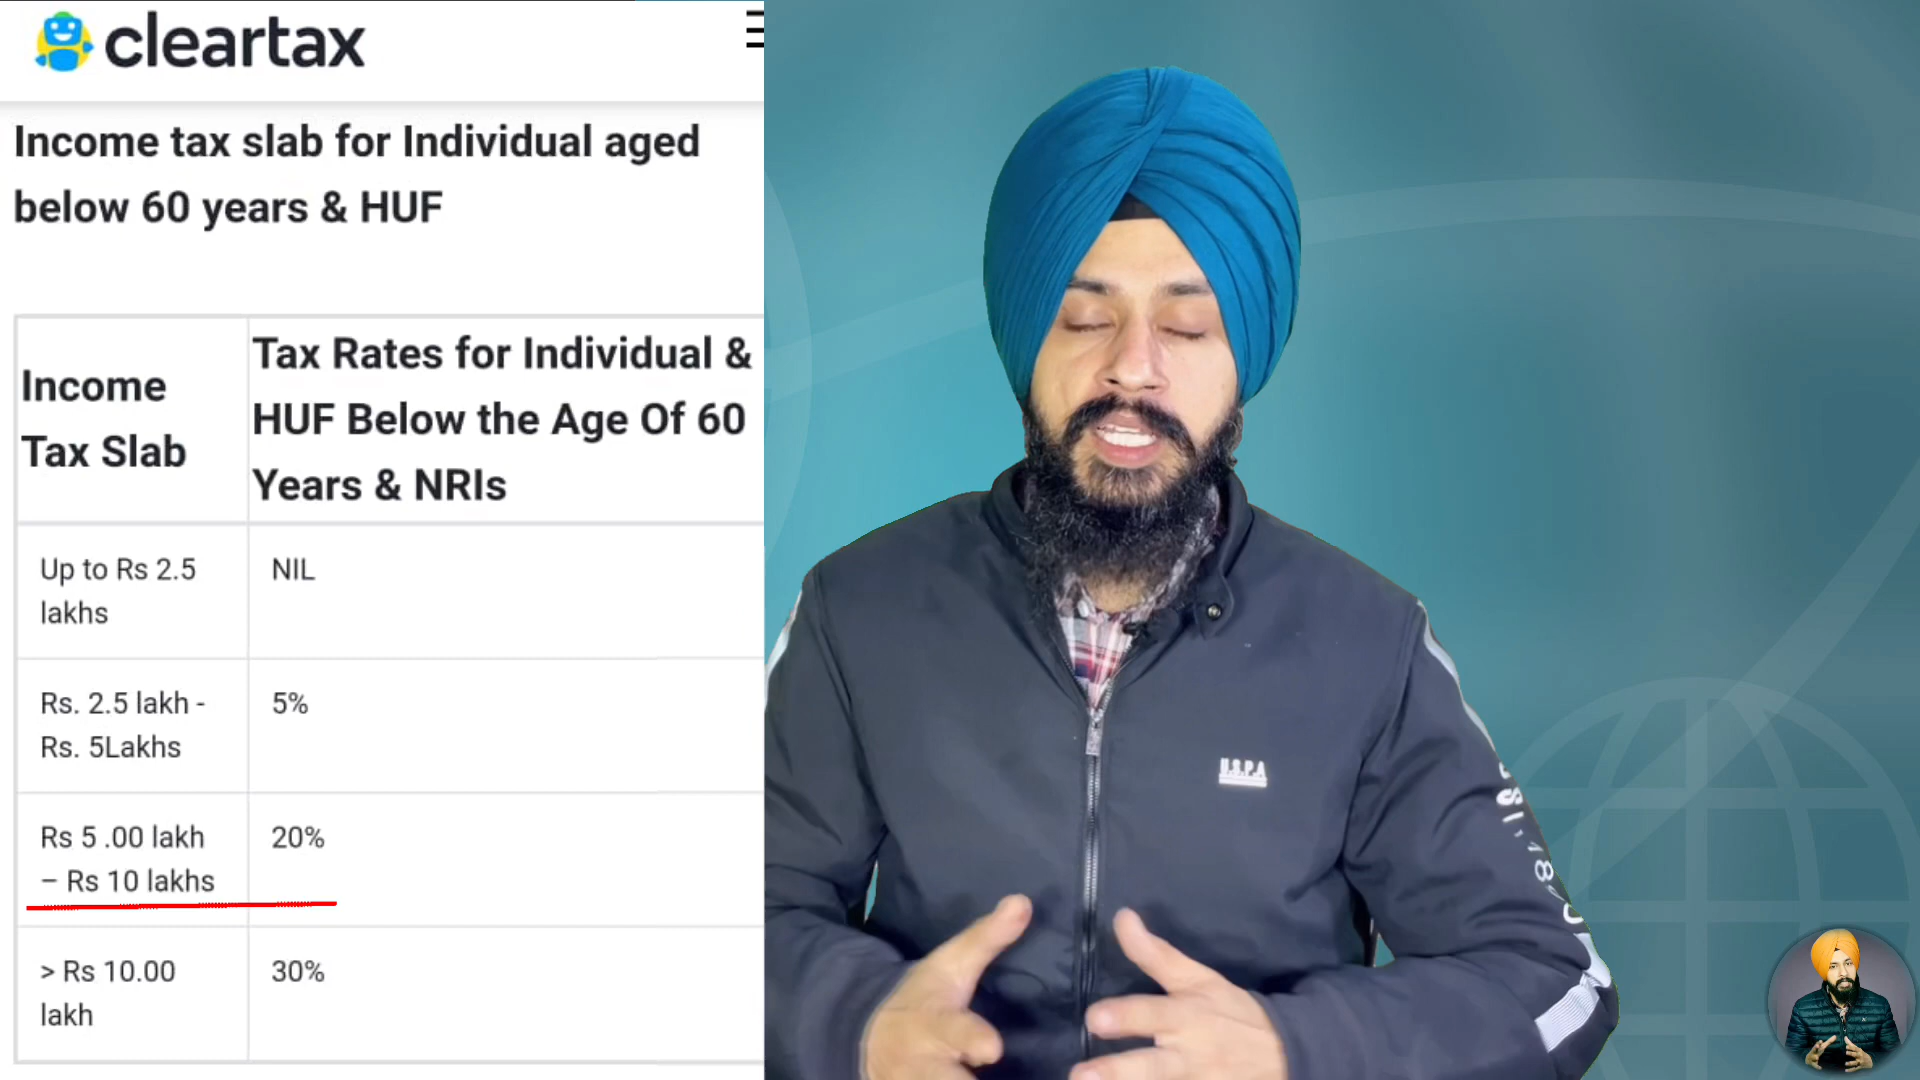 cleartax
Income tax slab for Individual aged
below 60 years & HUF
Income
Tax Slab
Tax Rates for Individual &
HUF Below the Age Of 60
Years & NRIs
Up to Rs 2.5
lakhs
NIL
Rs. 2.5 lakh -
Rs. 5Lakhs
5%
Rs 5 .00 lakh
– Rs 10 lakhs
20%
> Rs 10.00
lakh
30%
U.S.P.A